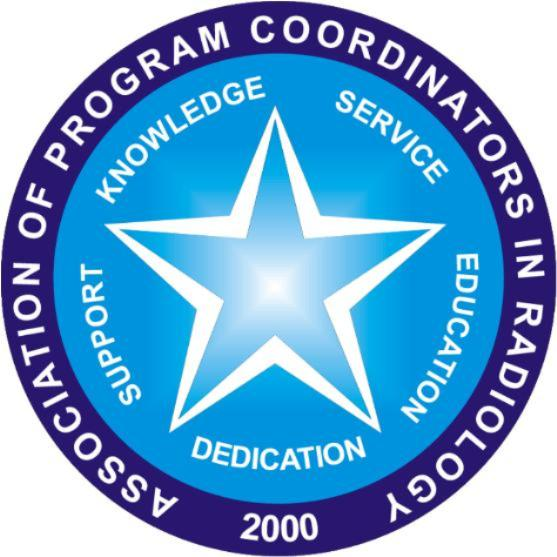 ASSOCIATION OF PROGRAM COORDINATORS IN RADIOLOGY
KNOWLEDGE
SERVICE
EDUCATION
DEDICATION
SUPPORT
2000